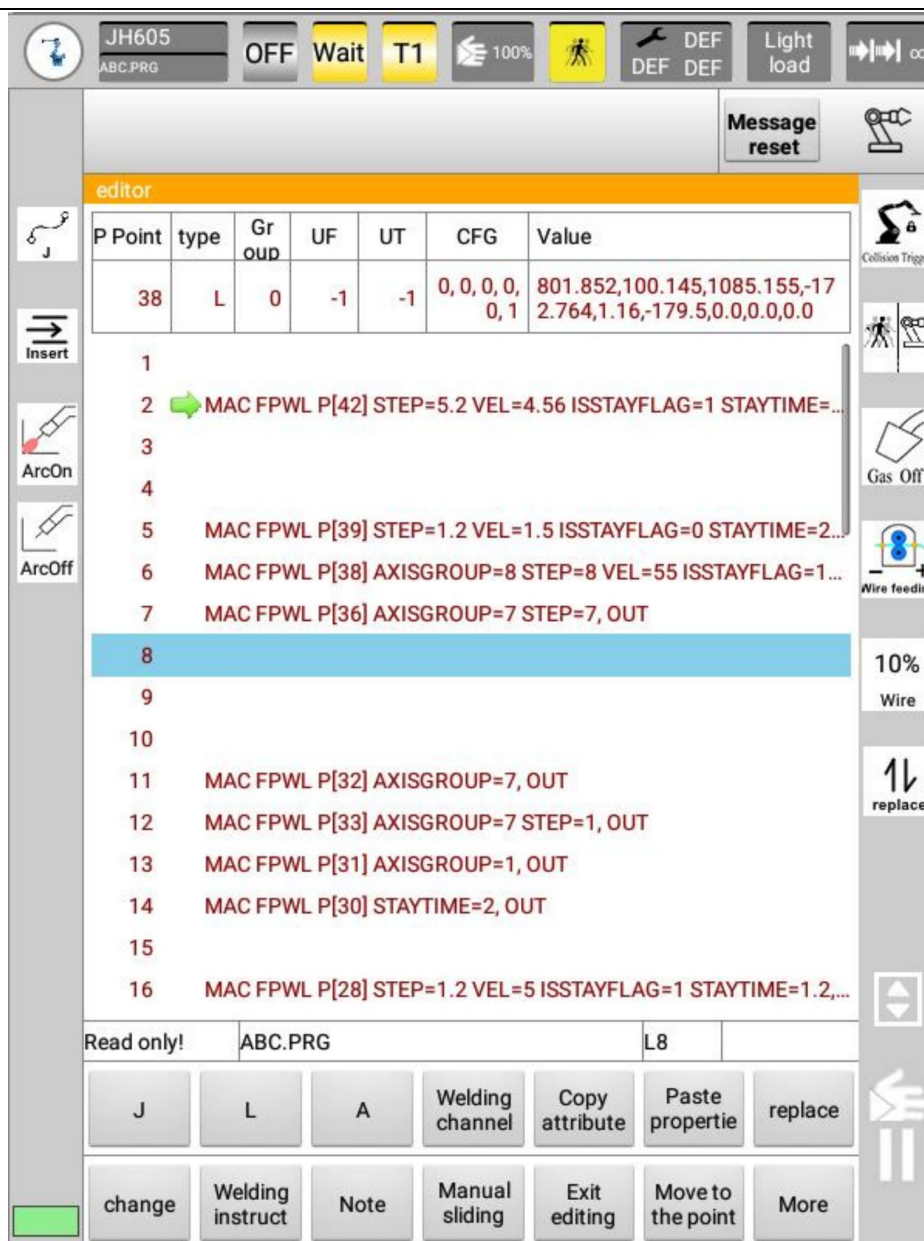 JH605
ABC.PRG
OFF
Wait
T1
100%
DEF
DEF DEF
Light
load
Message
reset
editor
P Point type Gr
oup UF UT CFG Value
38 L 0 -1 -1 0, 0, 0, 0,
0, 1 801.852,100.145,1085.155,-17
2.764,1.16,-179.5,0.0,0.0,0.0
J
Insert
ArcOn
ArcOff
1
2 MAC FPWL P[42] STEP=5.2 VEL=4.56 ISSTAYFLAG=1 STAYTIME=...
3
4
5 MAC FPWL P[39] STEP=1.2 VEL=1.5 ISSTAYFLAG=0 STAYTIME=2...
6 MAC FPWL P[38] AXISGROUP=8 STEP=8 VEL=55 ISSTAYFLAG=1...
7 MAC FPWL P[36] AXISGROUP=7 STEP=7, OUT
8
9
10
11 MAC FPWL P[32] AXISGROUP=7, OUT
12 MAC FPWL P[33] AXISGROUP=7 STEP=1, OUT
13 MAC FPWL P[31] AXISGROUP=1, OUT
14 MAC FPWL P[30] STAYTIME=2, OUT
15
16 MAC FPWL P[28] STEP=1.2 VEL=5 ISSTAYFLAG=1 STAYTIME=1.2,...
Collision Trigg
Gas Off
- +
Wire feedin
10%
Wire
replace
Read only! ABC.PRG L8
J L A Welding
channel Copy
attribute Paste
propertie replace
change Welding
instruct Note Manual
sliding Exit
editing Move to
the point More